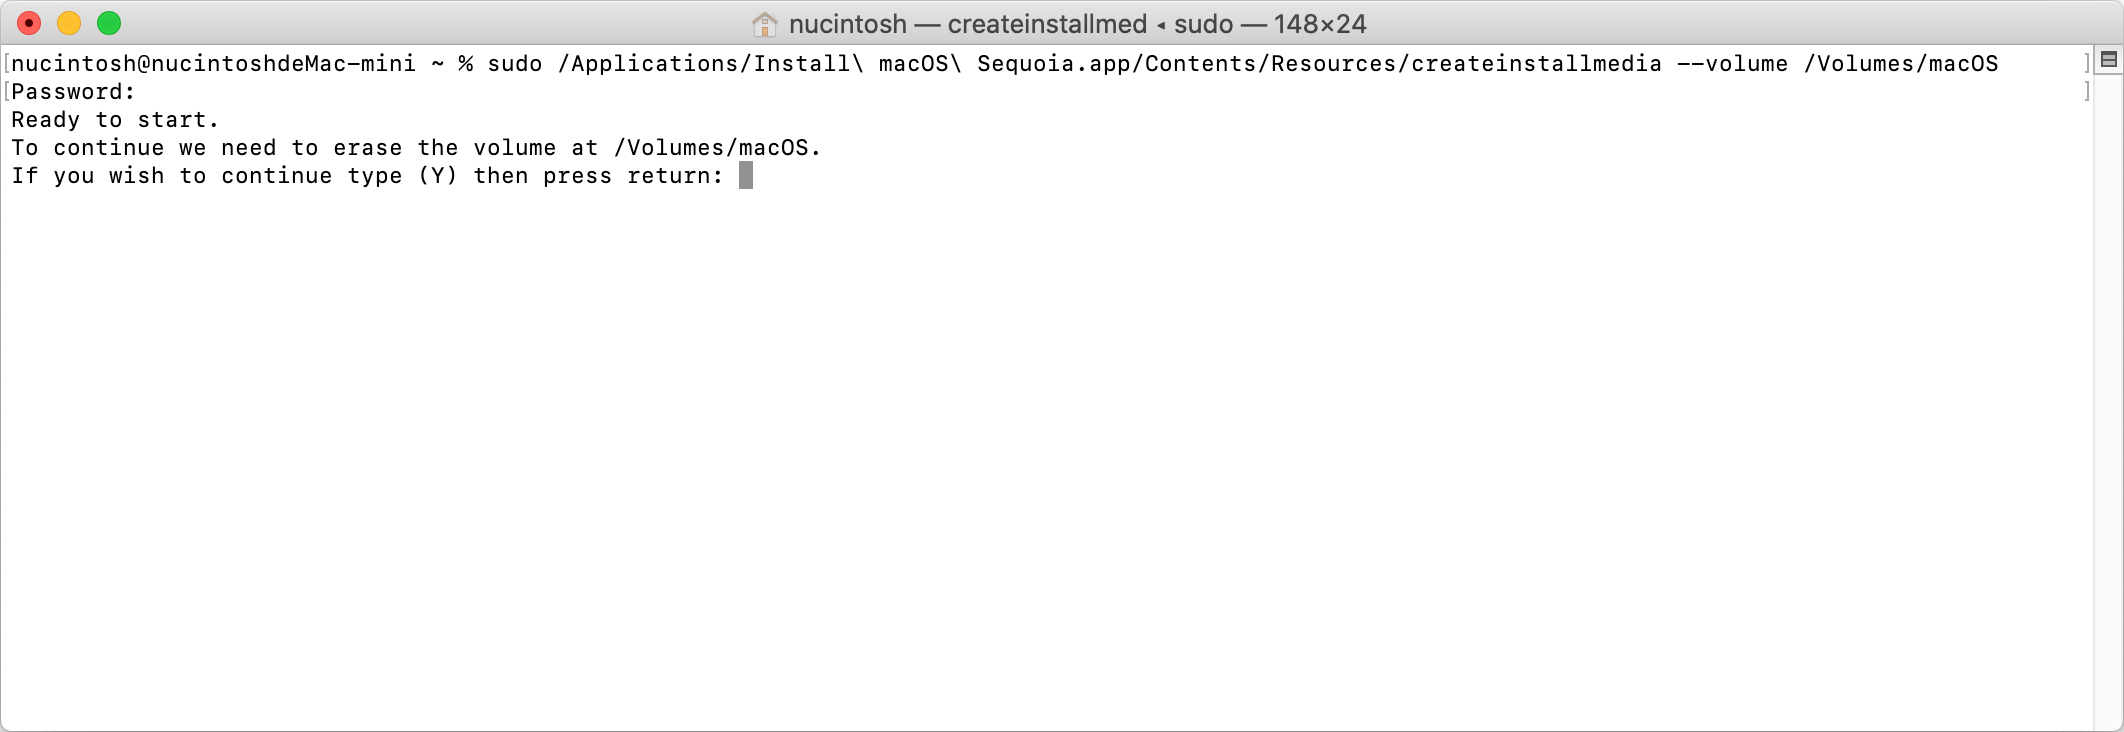 nucintosh — createinstallmed ◂ sudo — 148×24
[nucintosh@nucintoshdeMac-mini ~ % sudo /Applications/Install\ macOS\ Sequoia.app/Contents/Resources/createinstallmedia --volume /Volumes/macOS ]
[Password: ]
Ready to start.
To continue we need to erase the volume at /Volumes/macOS.
If you wish to continue type (Y) then press return: